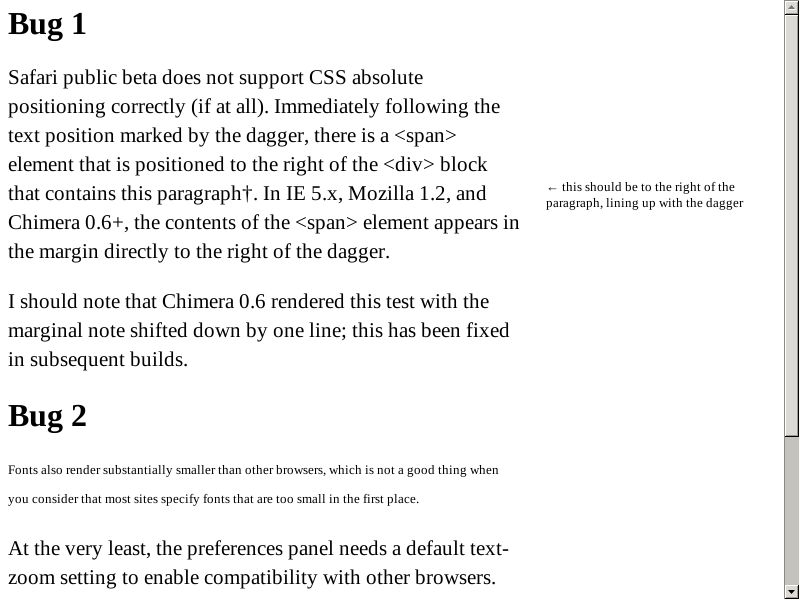 Bug 1
Safari public beta does not support CSS absolute
positioning correctly (if at all). Immediately following the
text position marked by the dagger, there is a <span>
element that is positioned to the right of the <div> block
that contains this paragraph†. In IE 5.x, Mozilla 1.2, and
Chimera 0.6+, the contents of the <span> element appears in
the margin directly to the right of the dagger.
← this should be to the right of the
paragraph, lining up with the dagger
I should note that Chimera 0.6 rendered this test with the
marginal note shifted down by one line; this has been fixed
in subsequent builds.
Bug 2
Fonts also render substantially smaller than other browsers, which is not a good thing when
you consider that most sites specify fonts that are too small in the first place.
At the very least, the preferences panel needs a default text-
zoom setting to enable compatibility with other browsers.